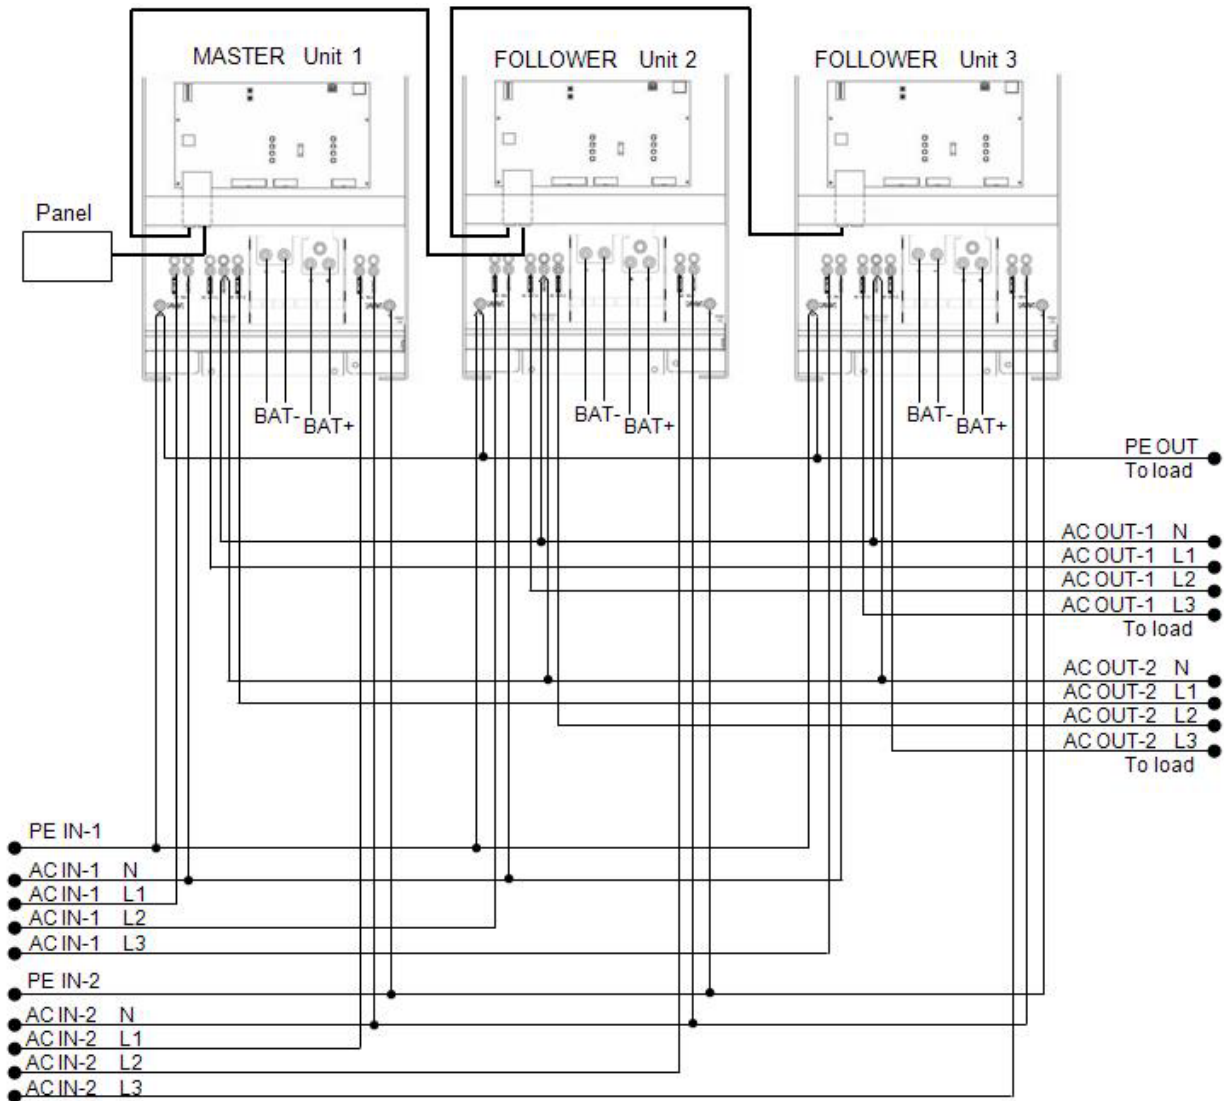 MASTER Unit 1
FOLLOWER Unit 2
FOLLOWER Unit 3
Panel
BAT-
BAT+
BAT-
BAT+
BAT-
BAT+
PE OUT
To load
AC OUT-1 N
AC OUT-1 L1
AC OUT-1 L2
AC OUT-1 L3
To load
AC OUT-2 N
AC OUT-2 L1
AC OUT-2 L2
AC OUT-2 L3
To load
PE IN-1
AC IN-1 N
AC IN-1 L1
AC IN-1 L2
AC IN-1 L3
PE IN-2
AC IN-2 N
AC IN-2 L1
AC IN-2 L2
AC IN-2 L3